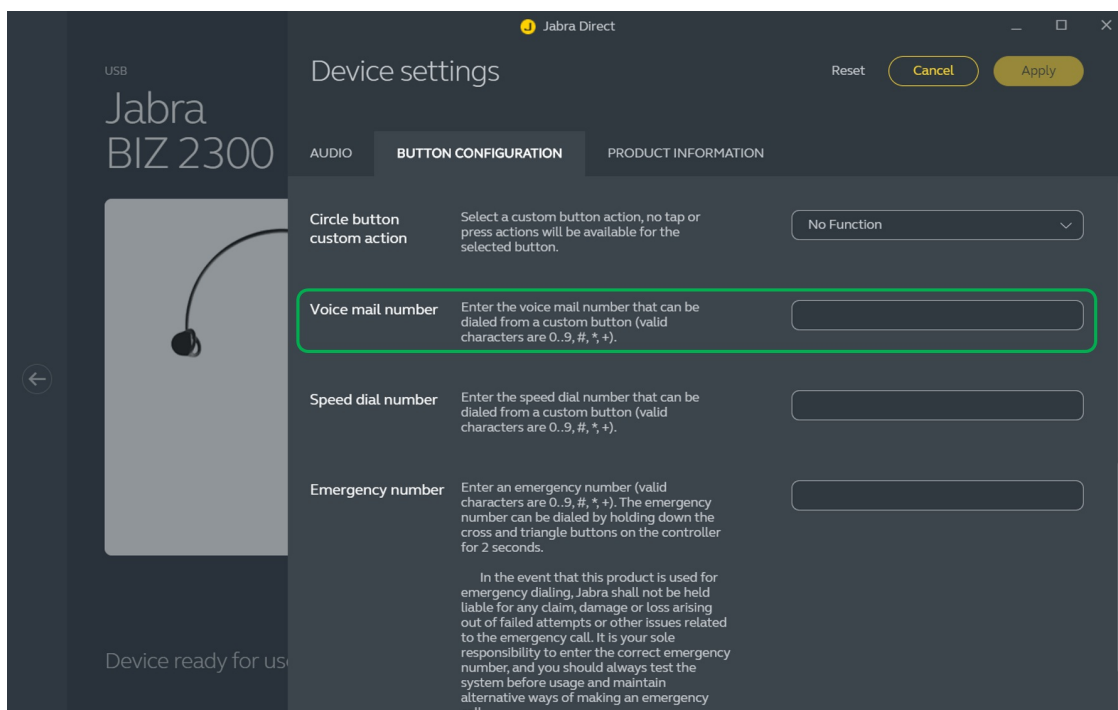 Jabra Direct
USB
Jabra
BIZ 2300
Device ready for us
Device settings
Reset
Cancel
Apply
AUDIO
BUTTON CONFIGURATION
PRODUCT INFORMATION
Circle button
custom action
Select a custom button action, no tap or
press actions will be available for the
selected button.
No Function
Voice mail number
Enter the voice mail number that can be
dialed from a custom button (valid
characters are 0..9, #, *, +).
Speed dial number
Enter the speed dial number that can be
dialed from a custom button (valid
characters are 0..9, #, *, +).
Emergency number
Enter an emergency number (valid
characters are 0..9, #, *, +). The emergency
number can be dialed by holding down the
cross and triangle buttons on the controller
for 2 seconds.
In the event that this product is used for
emergency dialing, Jabra shall not be held
liable for any claim, damage or loss arising
out of failed attempts or other issues related
to the emergency call. It is your sole
responsibility to enter the correct emergency
number, and you should always test the
system before usage and maintain
alternative ways of making an emergency